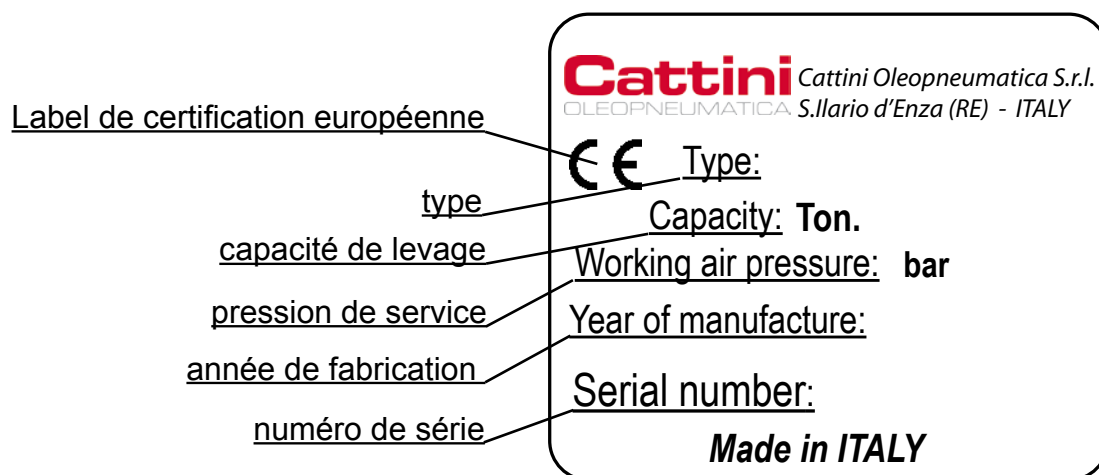 Cattini Cattini Oleopneumatica S.r.l.
OLEOPNEUMATICA S.Ilario d'Enza (RE) - ITALY
Label de certification européenne
CE Type:
type
Capacity: Ton.
capacité de levage
Working air pressure: bar
pression de service
Year of manufacture:
année de fabrication
Serial number:
numéro de série
Made in ITALY